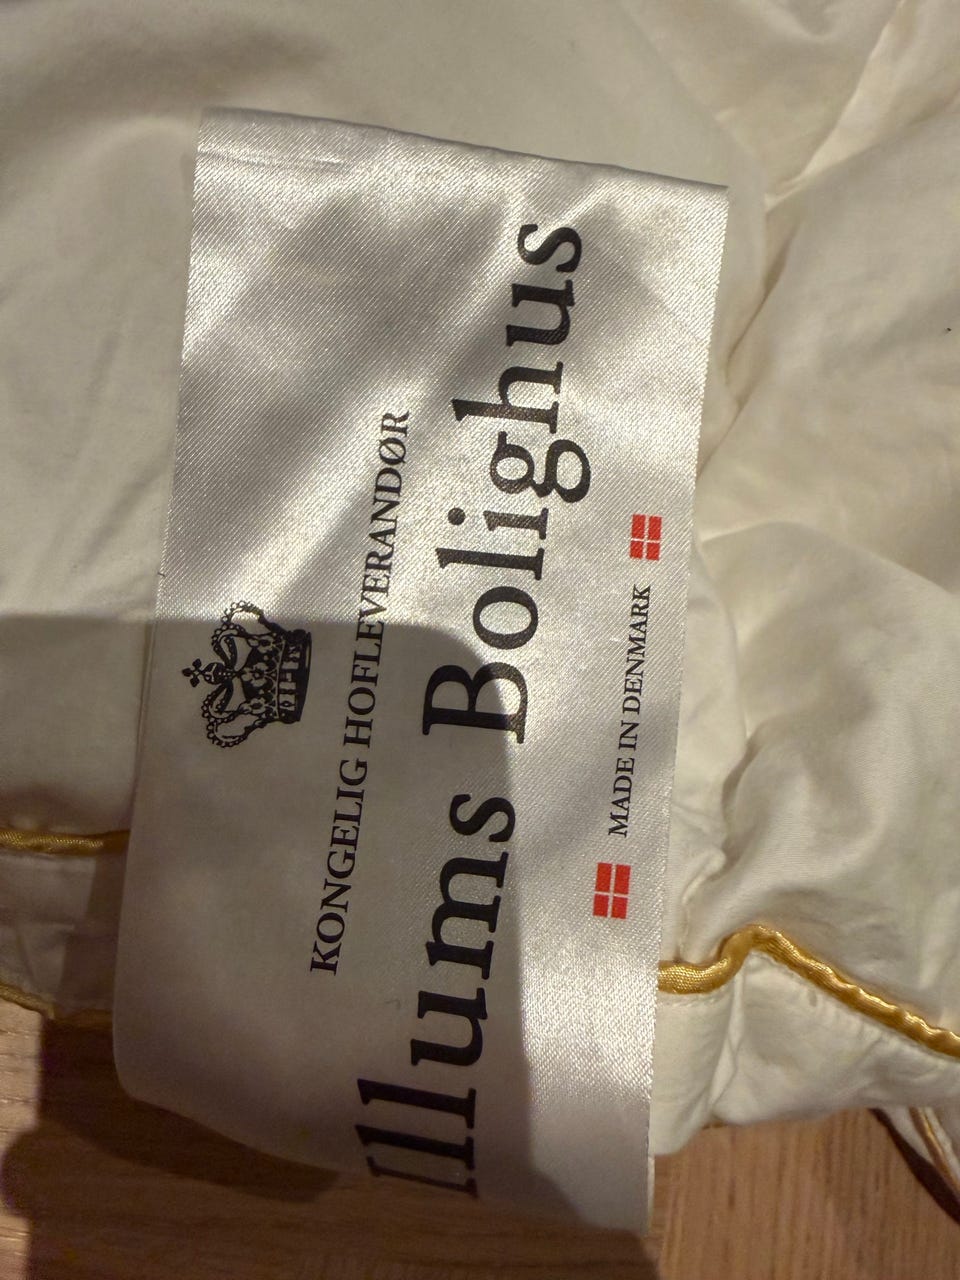 KONGELIG HOFLEVERANDØR
Illums Bolighus
MADE IN DENMARK